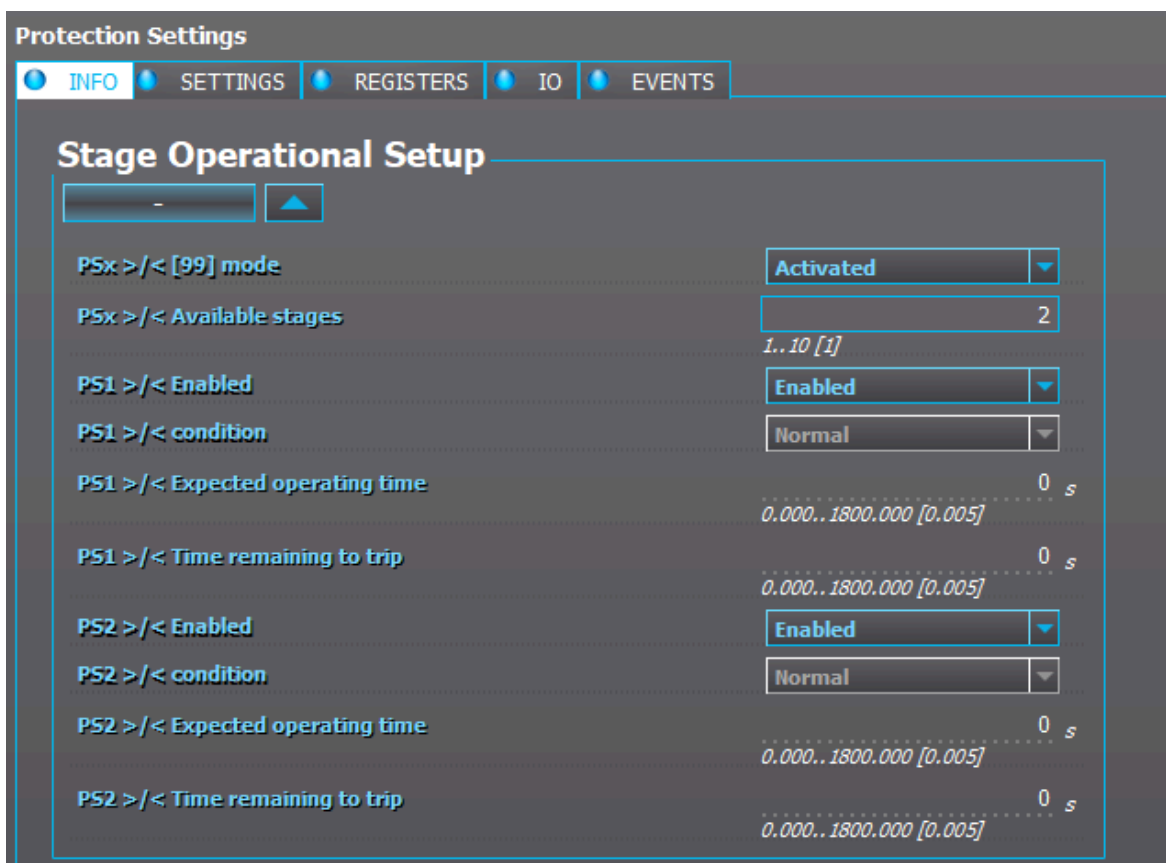 Protection Settings
INFO SETTINGS REGISTERS IO EVENTS
Stage Operational Setup
-
PSx >/< [99] mode Activated
PSx >/< Available stages 2
1..10 [1]
PS1 >/< Enabled Enabled
PS1 >/< condition Normal
PS1 >/< Expected operating time 0 s
0.000..1800.000 [0.005]
PS1 >/< Time remaining to trip 0 s
0.000..1800.000 [0.005]
PS2 >/< Enabled Enabled
PS2 >/< condition Normal
PS2 >/< Expected operating time 0 s
0.000..1800.000 [0.005]
PS2 >/< Time remaining to trip 0 s
0.000..1800.000 [0.005]